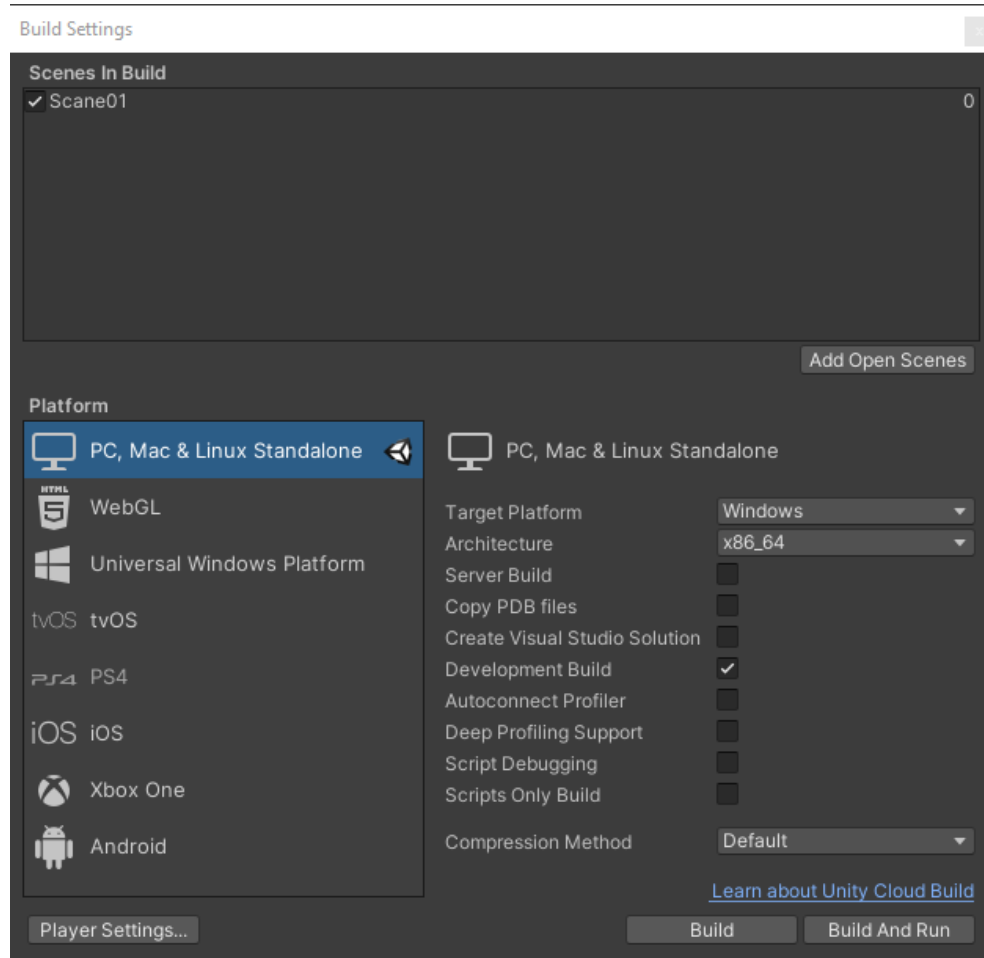 Build Settings
Scenes In Build
Scane01 0
Add Open Scenes
Platform
PC, Mac & Linux Standalone
HTML 5 WebGL
Universal Windows Platform
tvOS tvOS
PS4 PS4
iOS iOS
Xbox One
Android
PC, Mac & Linux Standalone
Target Platform Windows
Architecture x86_64
Server Build
Copy PDB files
Create Visual Studio Solution
Development Build
Autoconnect Profiler
Deep Profiling Support
Script Debugging
Scripts Only Build
Compression Method Default
Learn about Unity Cloud Build
Player Settings... Build Build And Run